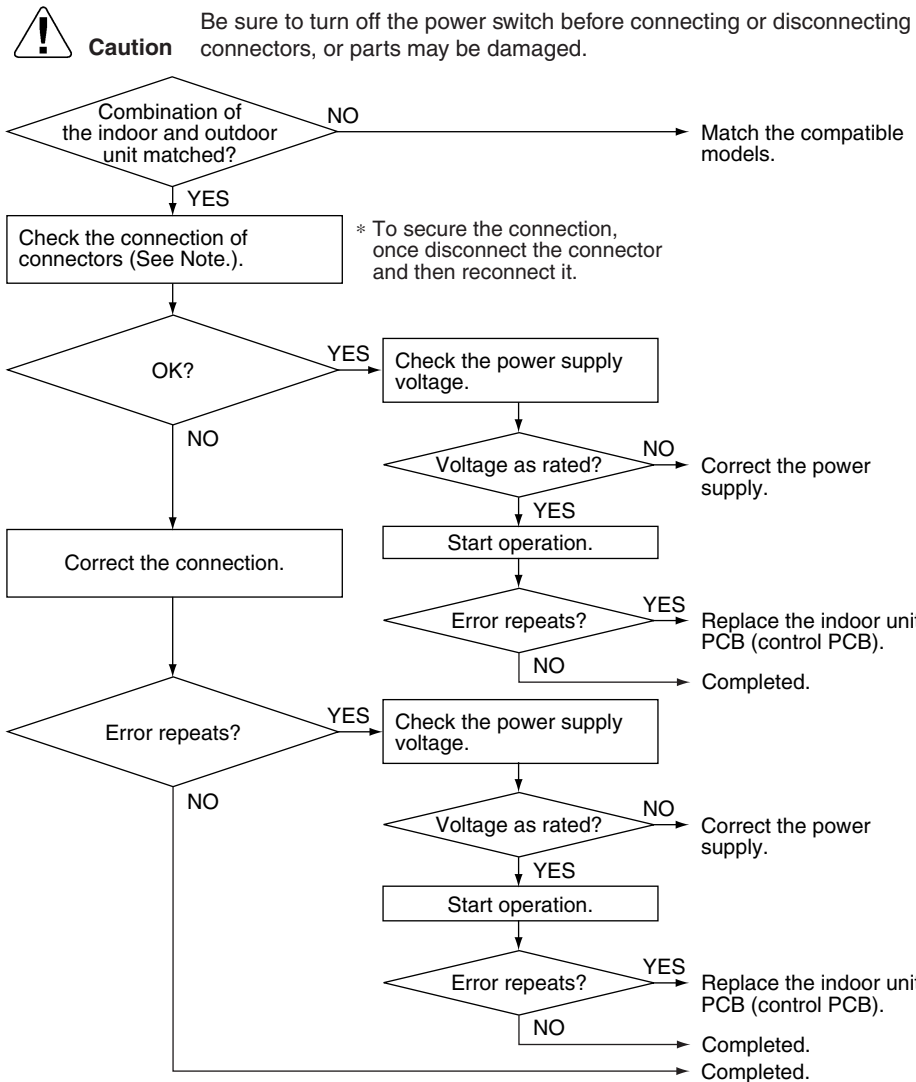 Be sure to turn off the power switch before connecting or disconnecting
Caution connectors, or parts may be damaged.
Combination of
the indoor and outdoor
unit matched?
NO
Match the compatible
models.
YES
Check the connection of
connectors (See Note.).
* To secure the connection,
once disconnect the connector
and then reconnect it.
OK?
YES
Check the power supply
voltage.
NO
Voltage as rated?
NO
Correct the power
supply.
YES
Start operation.
Correct the connection.
Error repeats?
YES
Replace the indoor unit
PCB (control PCB).
NO
Completed.
Error repeats?
YES
Check the power supply
voltage.
NO
Voltage as rated?
NO
Correct the power
supply.
YES
Start operation.
Error repeats?
YES
Replace the indoor unit
PCB (control PCB).
NO
Completed.
Completed.